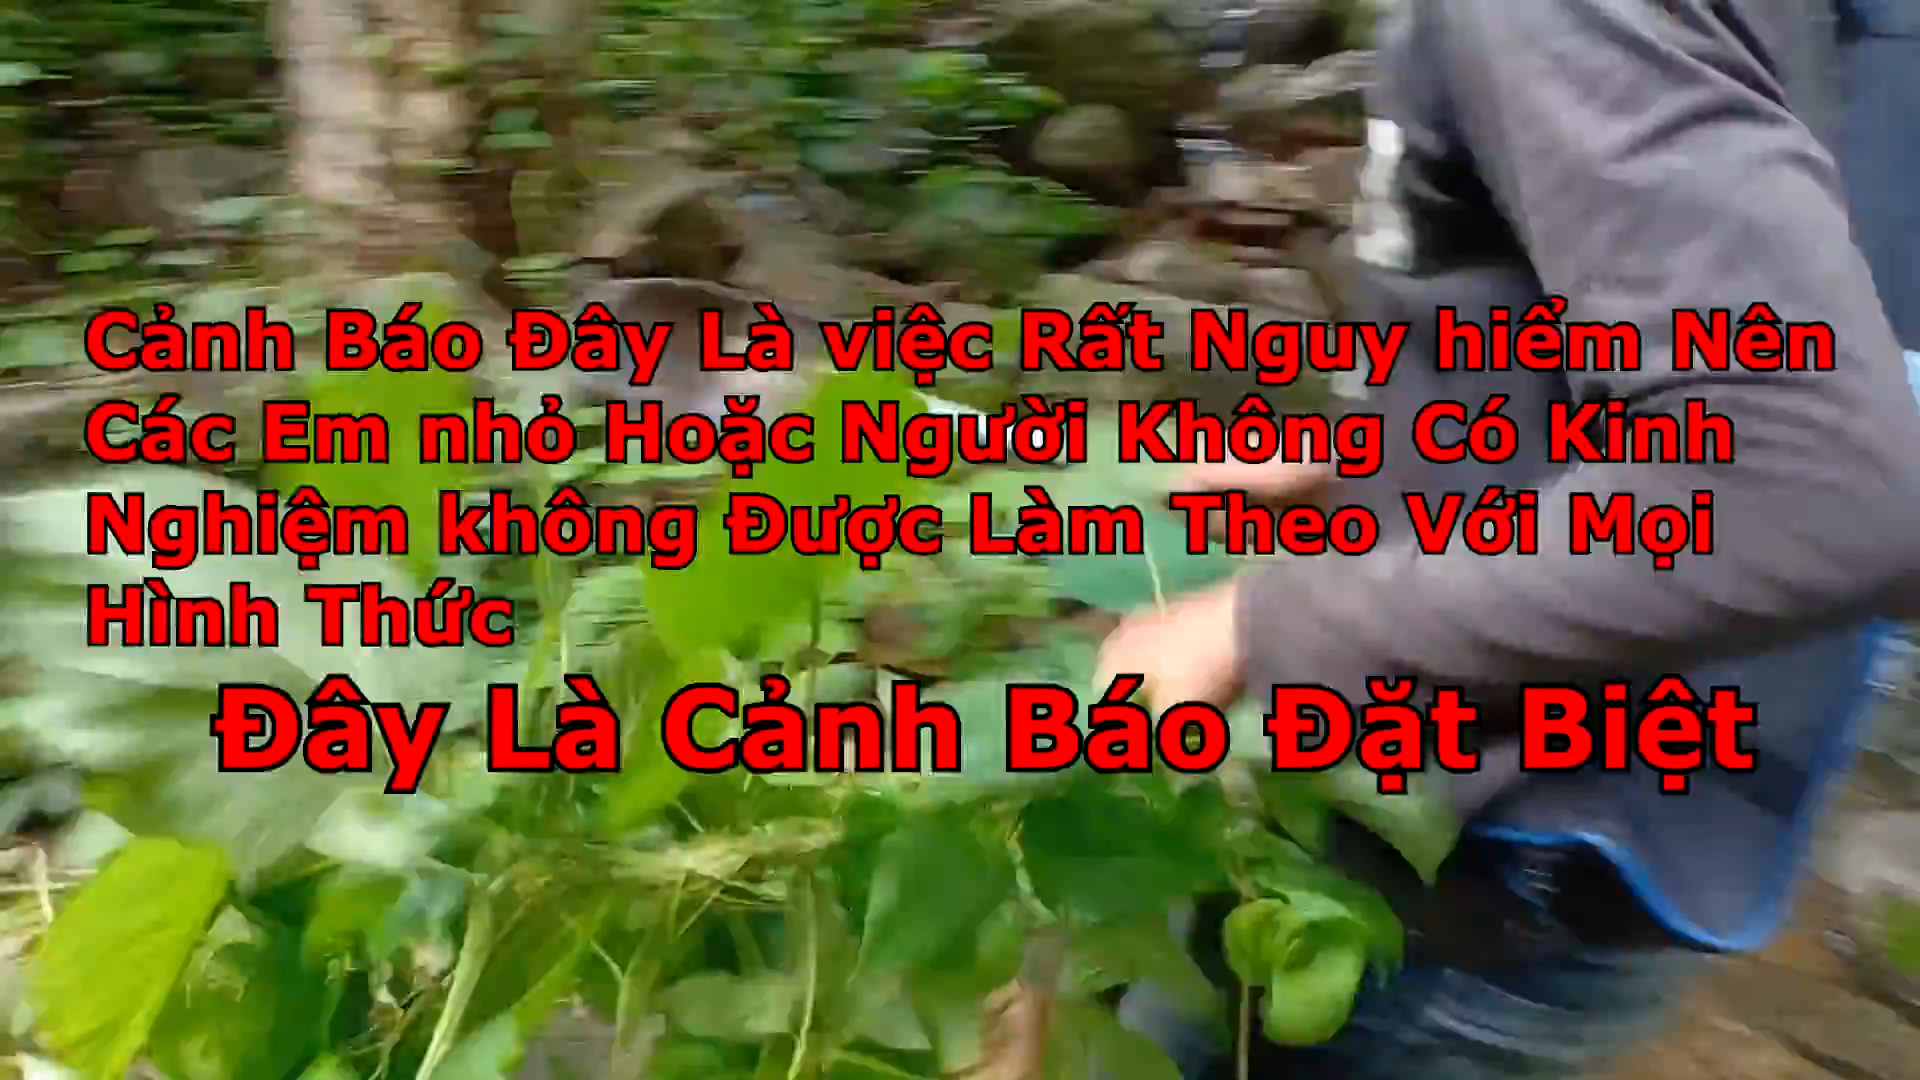 Cảnh Báo Đây Là việc Rất Nguy hiểm Nên
Các Em nhỏ Hoặc Người Không Có Kinh
Nghiệm không Được Làm Theo Với Mọi
Hình Thức
Đây Là Cảnh Báo Đặt Biệt